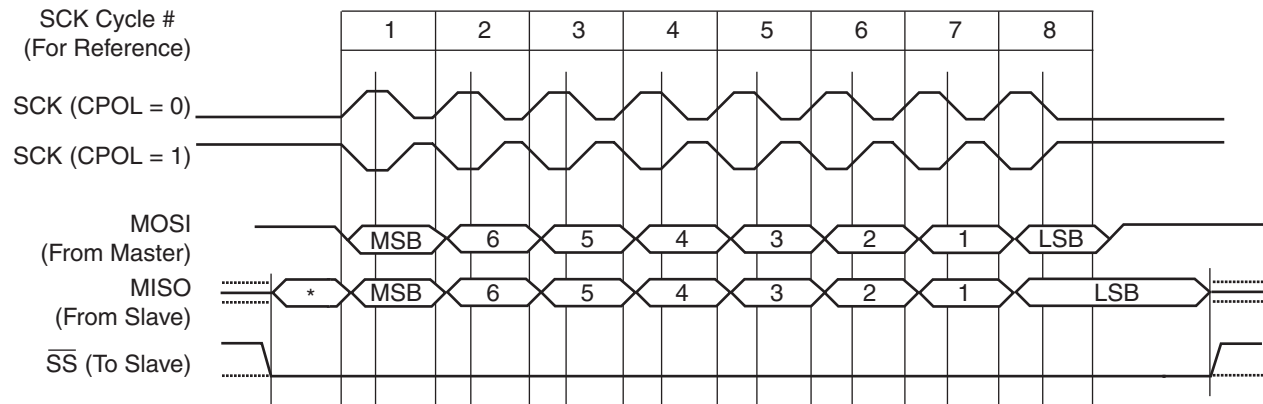 SCK Cycle #
(For Reference)
1 2 3 4 5 6 7 8
SCK (CPOL = 0)
SCK (CPOL = 1)
MOSI
(From Master)
MSB 6 5 4 3 2 1 LSB
MISO
(From Slave)
* MSB 6 5 4 3 2 1 LSB
SS (To Slave)